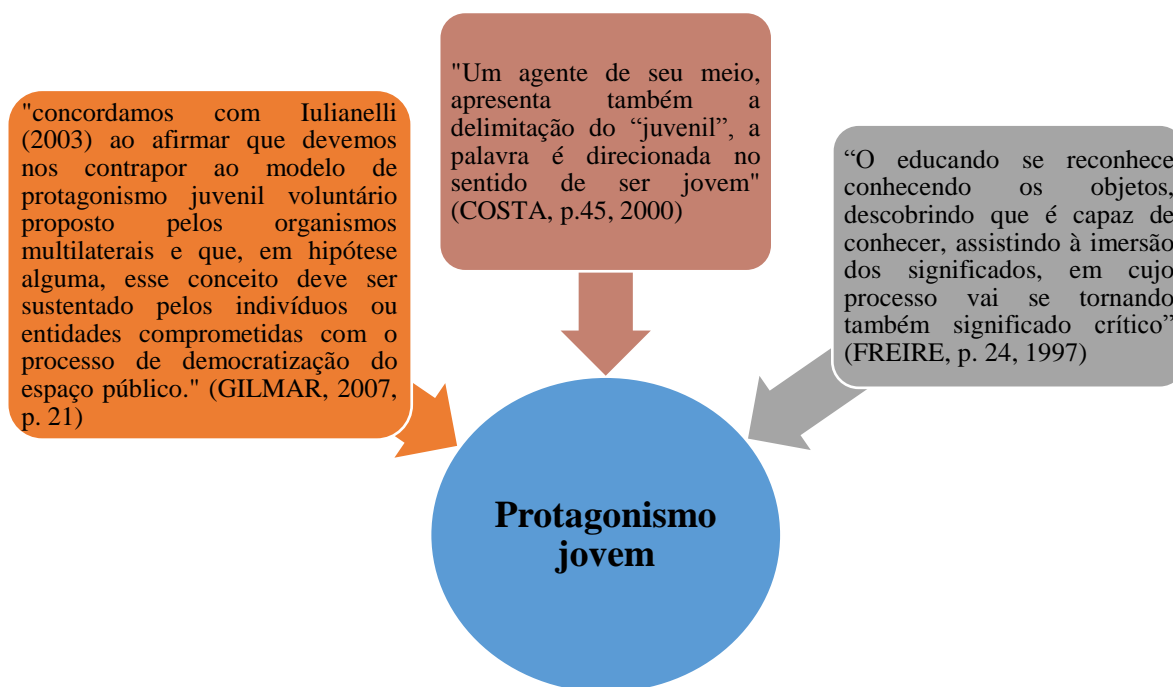 "concordamos com Iulianelli
(2003) ao afirmar que devemos
nos contrapor ao modelo de
protagonismo juvenil voluntário
proposto pelos organismos
multilaterais e que, em hipótese
alguma, esse conceito deve ser
sustentado pelos indivíduos ou
entidades comprometidas com o
processo de democratização do
espaço público." (GILMAR, 2007,
p. 21)
"Um agente de seu meio,
apresenta também a
delimitação do “juvenil”, a
palavra é direcionada no
sentido de ser jovem"
(COSTA, p.45, 2000)
“O educando se reconhece
conhecendo os objetos,
descobrindo que é capaz de
conhecer, assistindo à imersão
dos significados, em cujo
processo vai se tornando
também significado crítico”
(FREIRE, p. 24, 1997)
Protagonismo
jovem